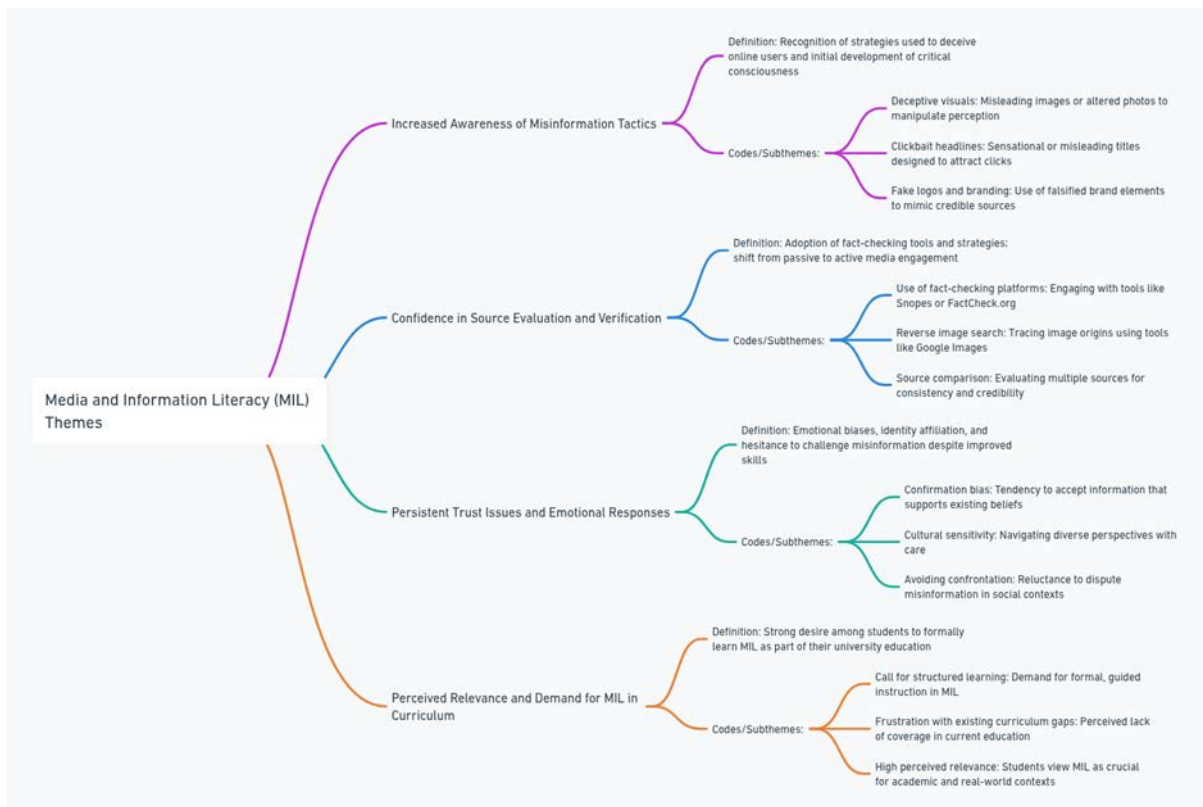 Media and Information Literacy (MIL)
Themes
Increased Awareness of Misinformation Tactics
Definition: Recognition of strategies used to deceive
online users and initial development of critical
consciousness
Codes/Subthemes:
Deceptive visuals: Misleading images or altered photos to
manipulate perception
Clickbait headlines: Sensational or misleading titles
designed to attract clicks
Fake logos and branding: Use of falsified brand elements
to mimic credible sources
Confidence in Source Evaluation and Verification
Definition: Adoption of fact-checking tools and strategies;
shift from passive to active media engagement
Codes/Subthemes:
Use of fact-checking platforms: Engaging with tools like
Snopes or FactCheck.org
Reverse image search: Tracing image origins using tools
like Google Images
Source comparison: Evaluating multiple sources for
consistency and credibility
Persistent Trust Issues and Emotional Responses
Definition: Emotional biases, identity affiliation, and
hesitance to challenge misinformation despite improved
skills
Codes/Subthemes:
Confirmation bias: Tendency to accept information that
supports existing beliefs
Cultural sensitivity: Navigating diverse perspectives with
care
Avoiding confrontation: Reluctance to dispute
misinformation in social contexts
Perceived Relevance and Demand for MIL in
Curriculum
Definition: Strong desire among students to formally
learn MIL as part of their university education
Codes/Subthemes:
Call for structured learning: Demand for formal, guided
instruction in MIL
Frustration with existing curriculum gaps: Perceived lack
of coverage in current education
High perceived relevance: Students view MIL as crucial
for academic and real-world contexts